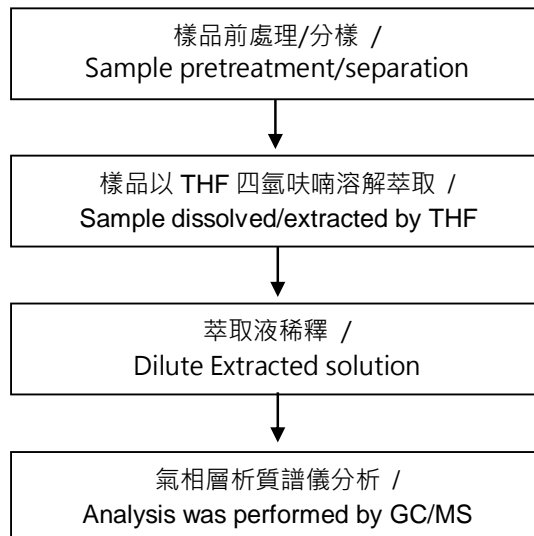 樣品前處理/分樣 /
Sample pretreatment/separation
樣品以 THF 四氫呋喃溶解萃取 /
Sample dissolved/extracted by THF
萃取液稀釋 /
Dilute Extracted solution
氣相層析質譜儀分析 /
Analysis was performed by GC/MS